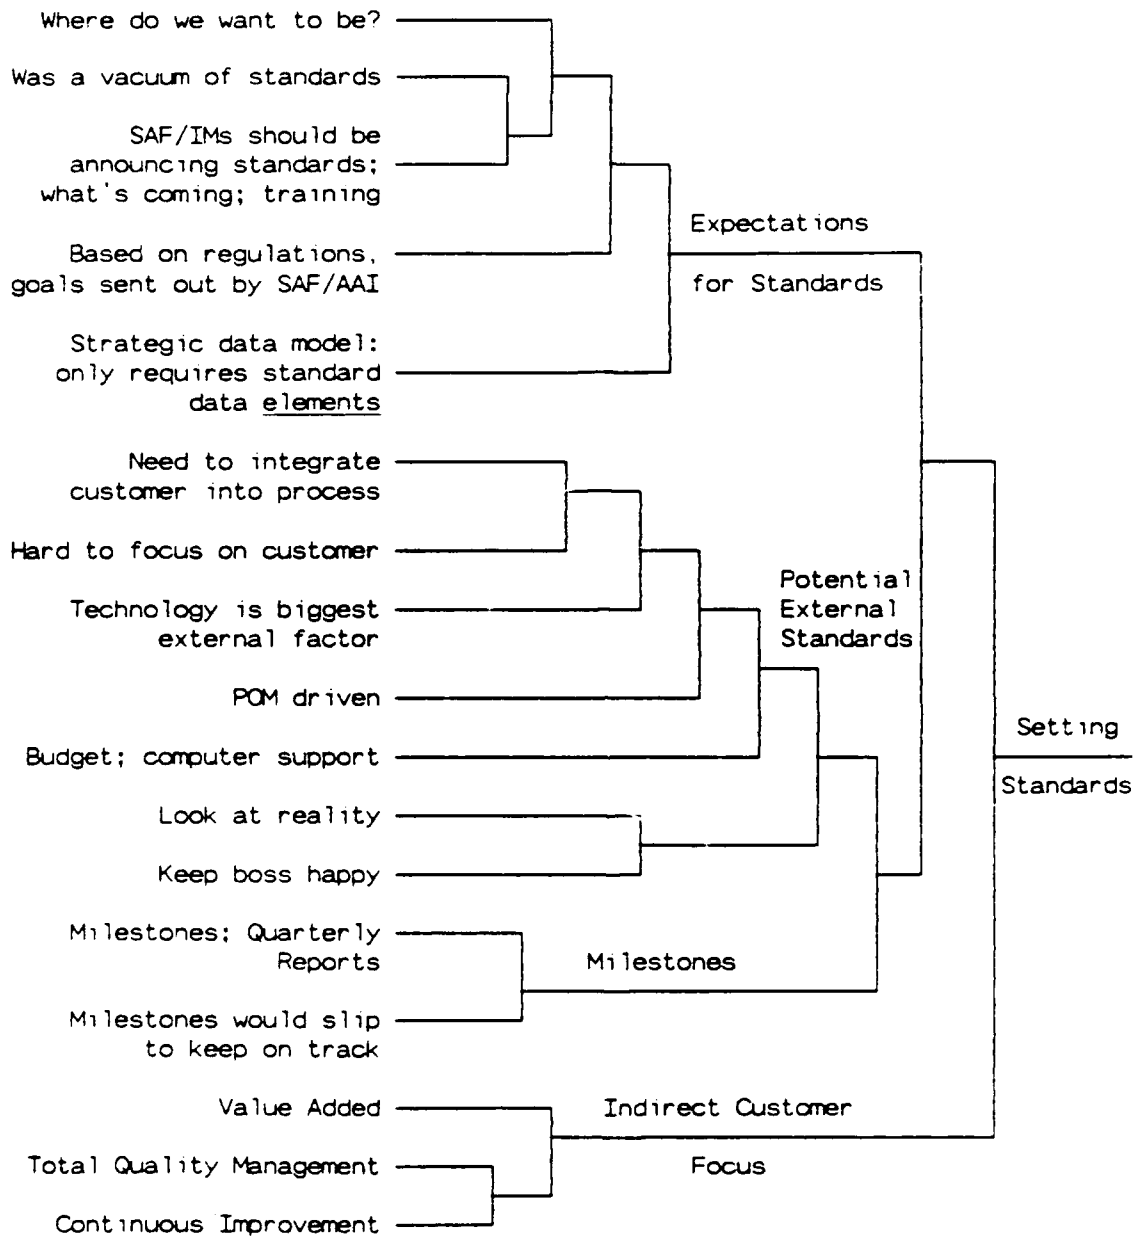 Where do we want to be?
Was a vacuum of standards
SAF/IMs should be
announcing standards;
what's coming; training
Based on regulations,
goals sent out by SAF/AAI
Strategic data model:
only requires standard
data elements
Need to integrate
customer into process
Hard to focus on customer
Technology is biggest
external factor
POM driven
Budget; computer support
Look at reality
Keep boss happy
Milestones; Quarterly
Reports
Milestones would slip
to keep on track
Value Added
Total Quality Management
Continuous Improvement
Expectations
for Standards
Potential
External
Standards
Milestones
Indirect Customer
Focus
Setting
Standards